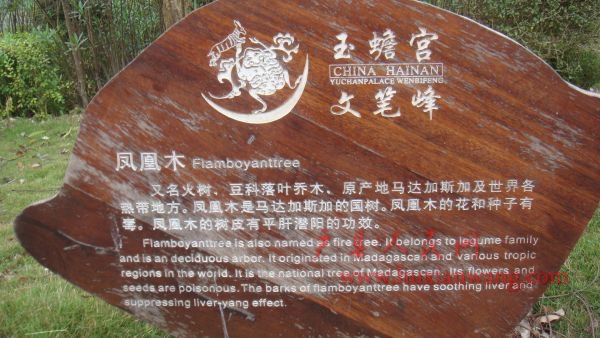 玉蟾宫
CHINA HAINAN
YUCHANPALACE WENBIFENG
文笔峰
凤凰木 Flamboyanttree
又名火树、豆科落叶乔木、原产地马达加斯加及世界各
热带地方。凤凰木是马达加斯加的国树。凤凰木的花和种子有
毒。凤凰木的树皮有平肝潜阳的功效。
Flamboyanttree is also named a fire tree. It belongs to legume family
and is an deciduous arbor. It originated in Madagascar and various tropic
regions in the world. It is the national tree of Madagascar. Its flowers and
seeds are poisonous. The barks of flamboyanttree have soothing liver and
suppressing liver-yang effect.